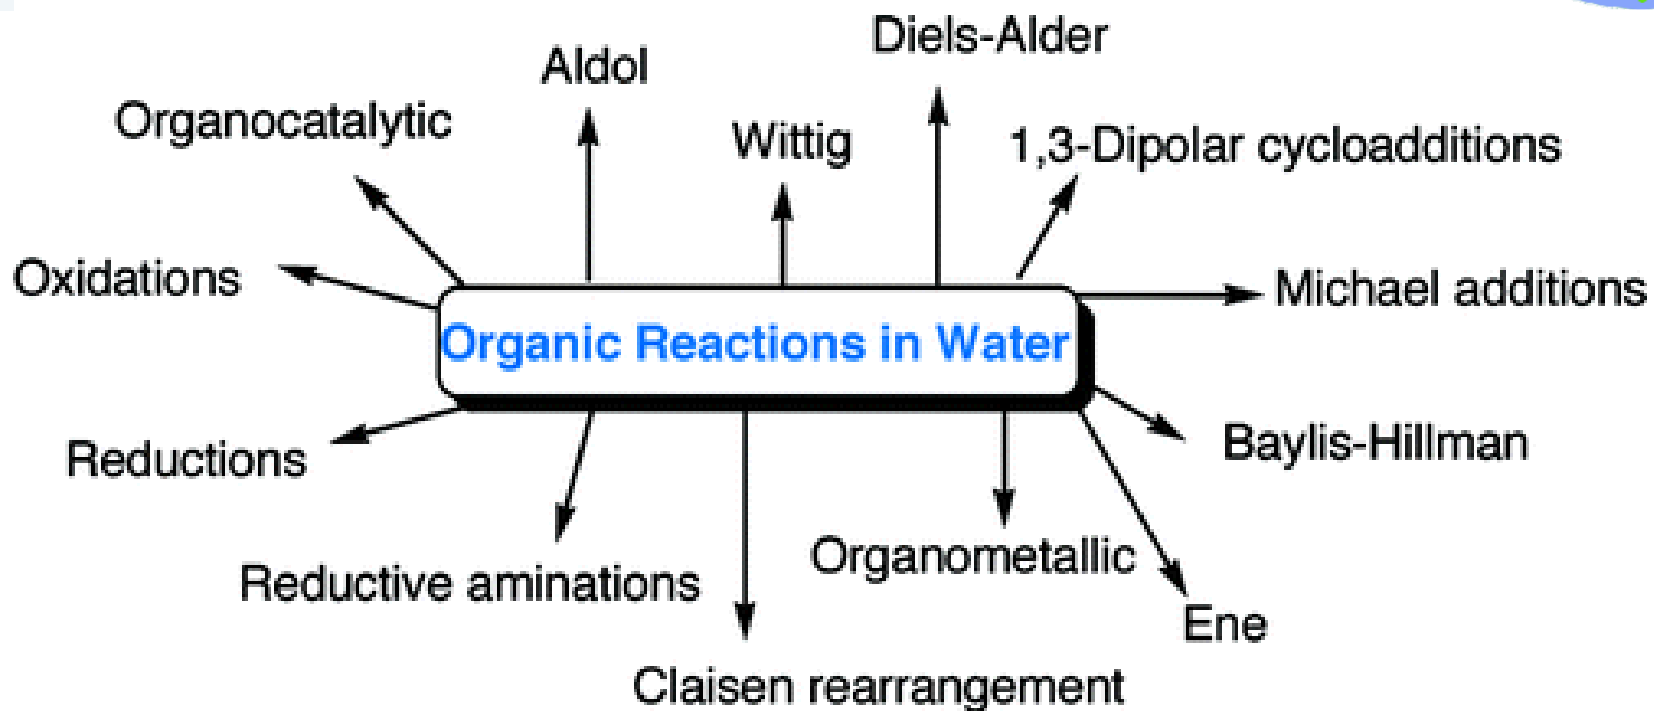 Diels-Alder
Aldol
Organocatalytic
Wittig
1,3-Dipolar cycloadditions
Oxidations
Michael additions
Organic Reactions in Water
Reductions
Baylis-Hillman
Organometallic
Reductive aminations
Ene
Claisen rearrangement